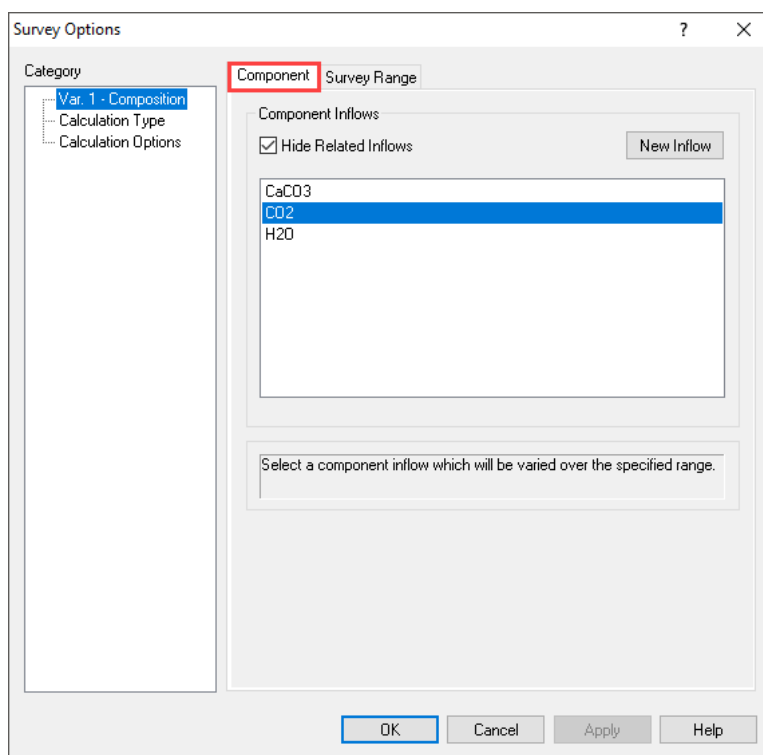 Survey Options
?
Category
Var. 1 - Composition
Calculation Type
Calculation Options
Component
Survey Range
Component Inflows
Hide Related Inflows
New Inflow
CaCO3
CO2
H2O
Select a component inflow which will be varied over the specified range.
OK
Cancel
Apply
Help